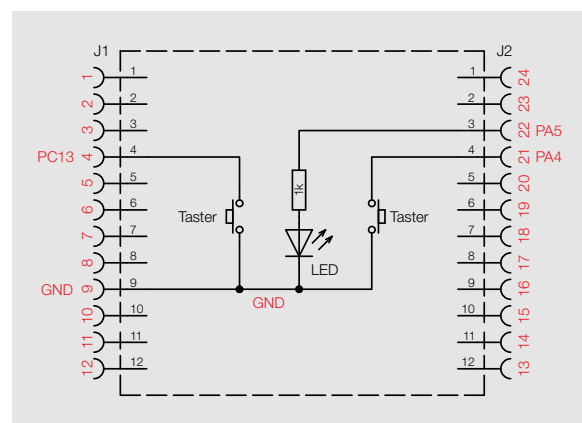 J1 J2
1 1 1 24
2 2 2 23
3 3 3 22 PA5
PC13 4 4 4 21 PA4
5 5 5 20
1k
6 6 6 19
Taster Taster
7 7 7 18
8 8 8 17
LED
GND 9 9 9 16
GND
10 10 10 15
11 11 11 14
12 12 12 13